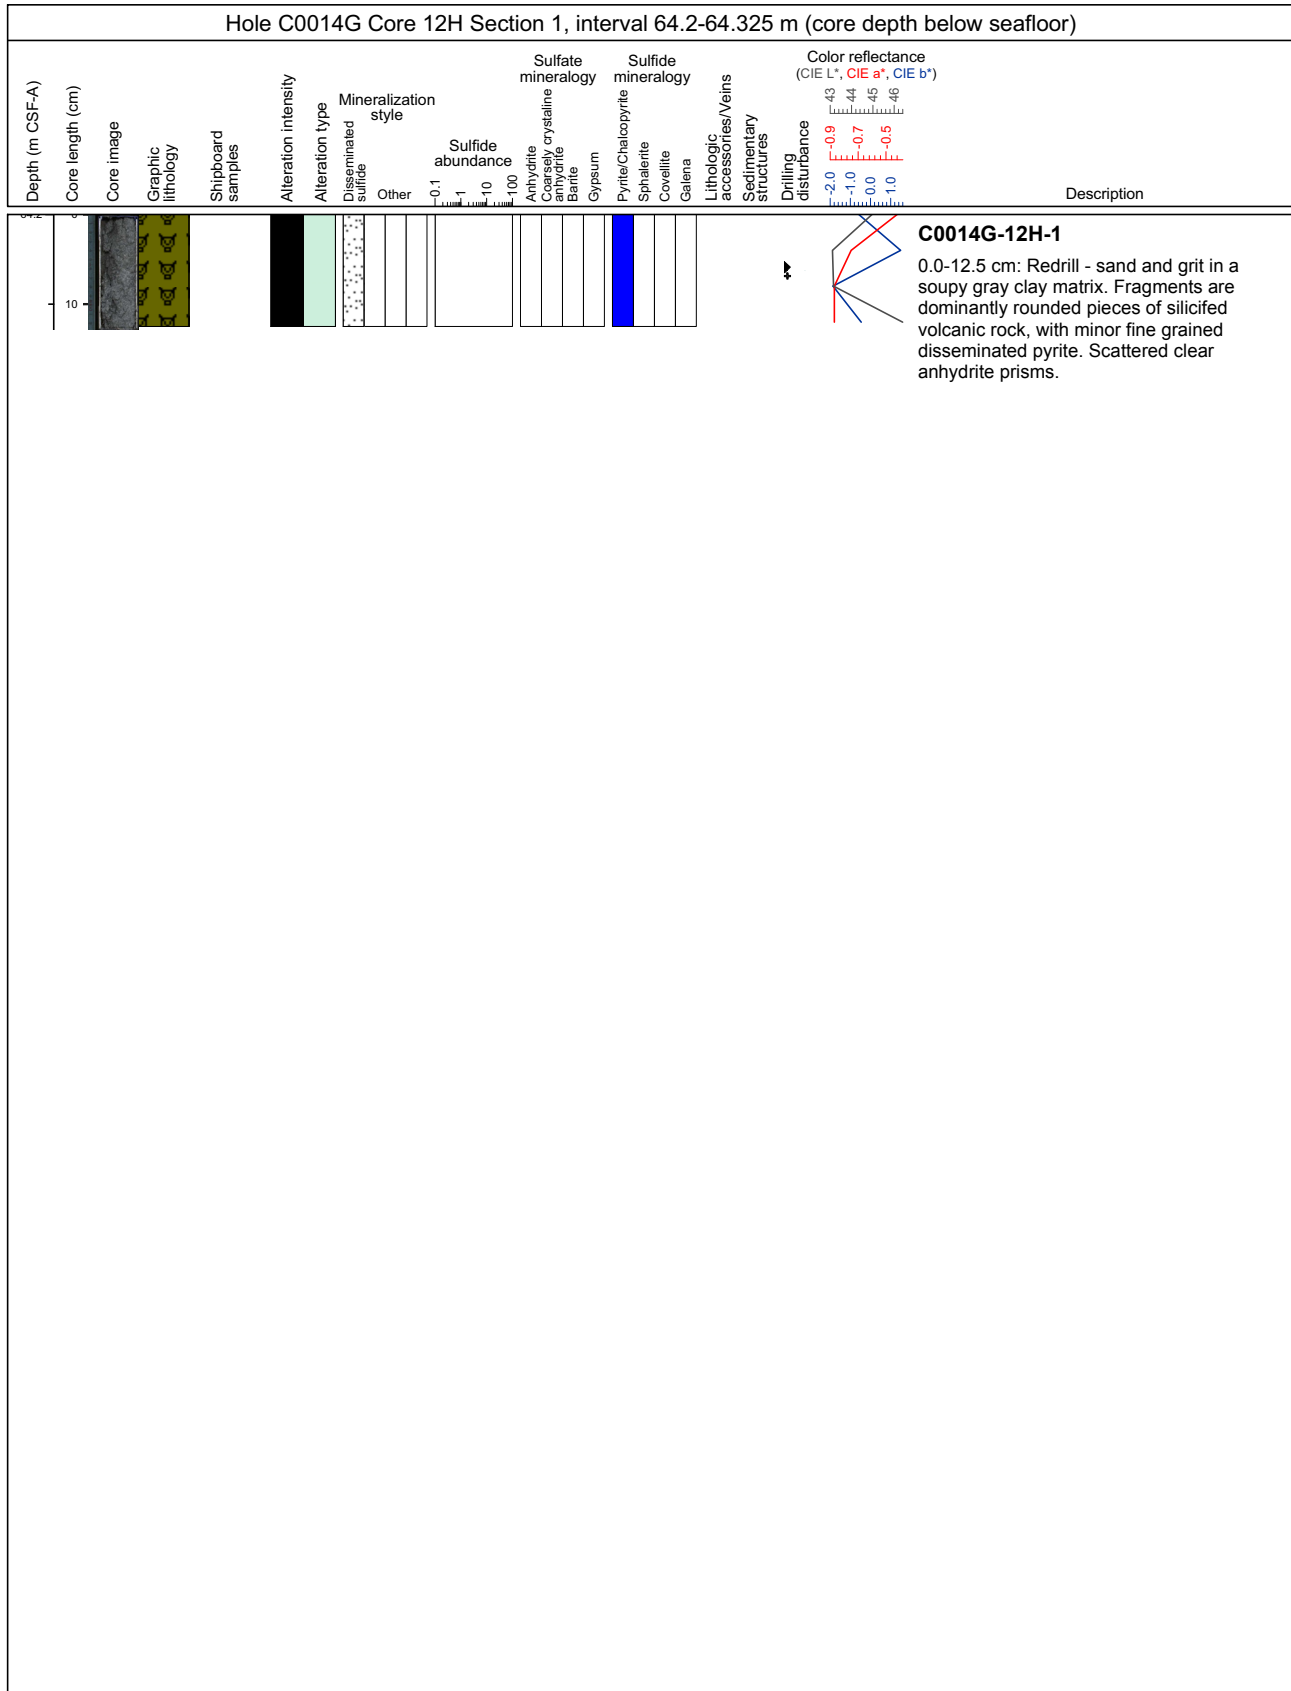 Hole C0014G Core 12H Section 1, interval 64.2-64.325 m (core depth below seafloor)
Depth (m CSF-A)
Core length (cm)
Core image
Graphic
lithology
Shipboard
samples
Alteration intensity
Alteration type
Mineralization
style
Disseminated
sulfide
Other
Sulfide
abundance
0.1
1
10
100
Sulfate
mineralogy
Anhydrite
Coarsely crystaline
anhydrite
Barite
Gypsum
Sulfide
mineralogy
Pyrite/Chalcopyrite
Sphalerite
Covellite
Galena
Lithologic
accessories/Veins
Sedimentary
structures
Drilling
disturbance
Color reflectance
(CIE L*, CIE a*, CIE b*)
43
44
45
46
-0.9
-0.7
-0.5
-2.0
-1.0
0.0
1.0
Description
10
C0014G-12H-1
0.0-12.5 cm: Redrill - sand and grit in a
soupy gray clay matrix. Fragments are
dominantly rounded pieces of silicifed
volcanic rock, with minor fine grained
disseminated pyrite. Scattered clear
anhydrite prisms.